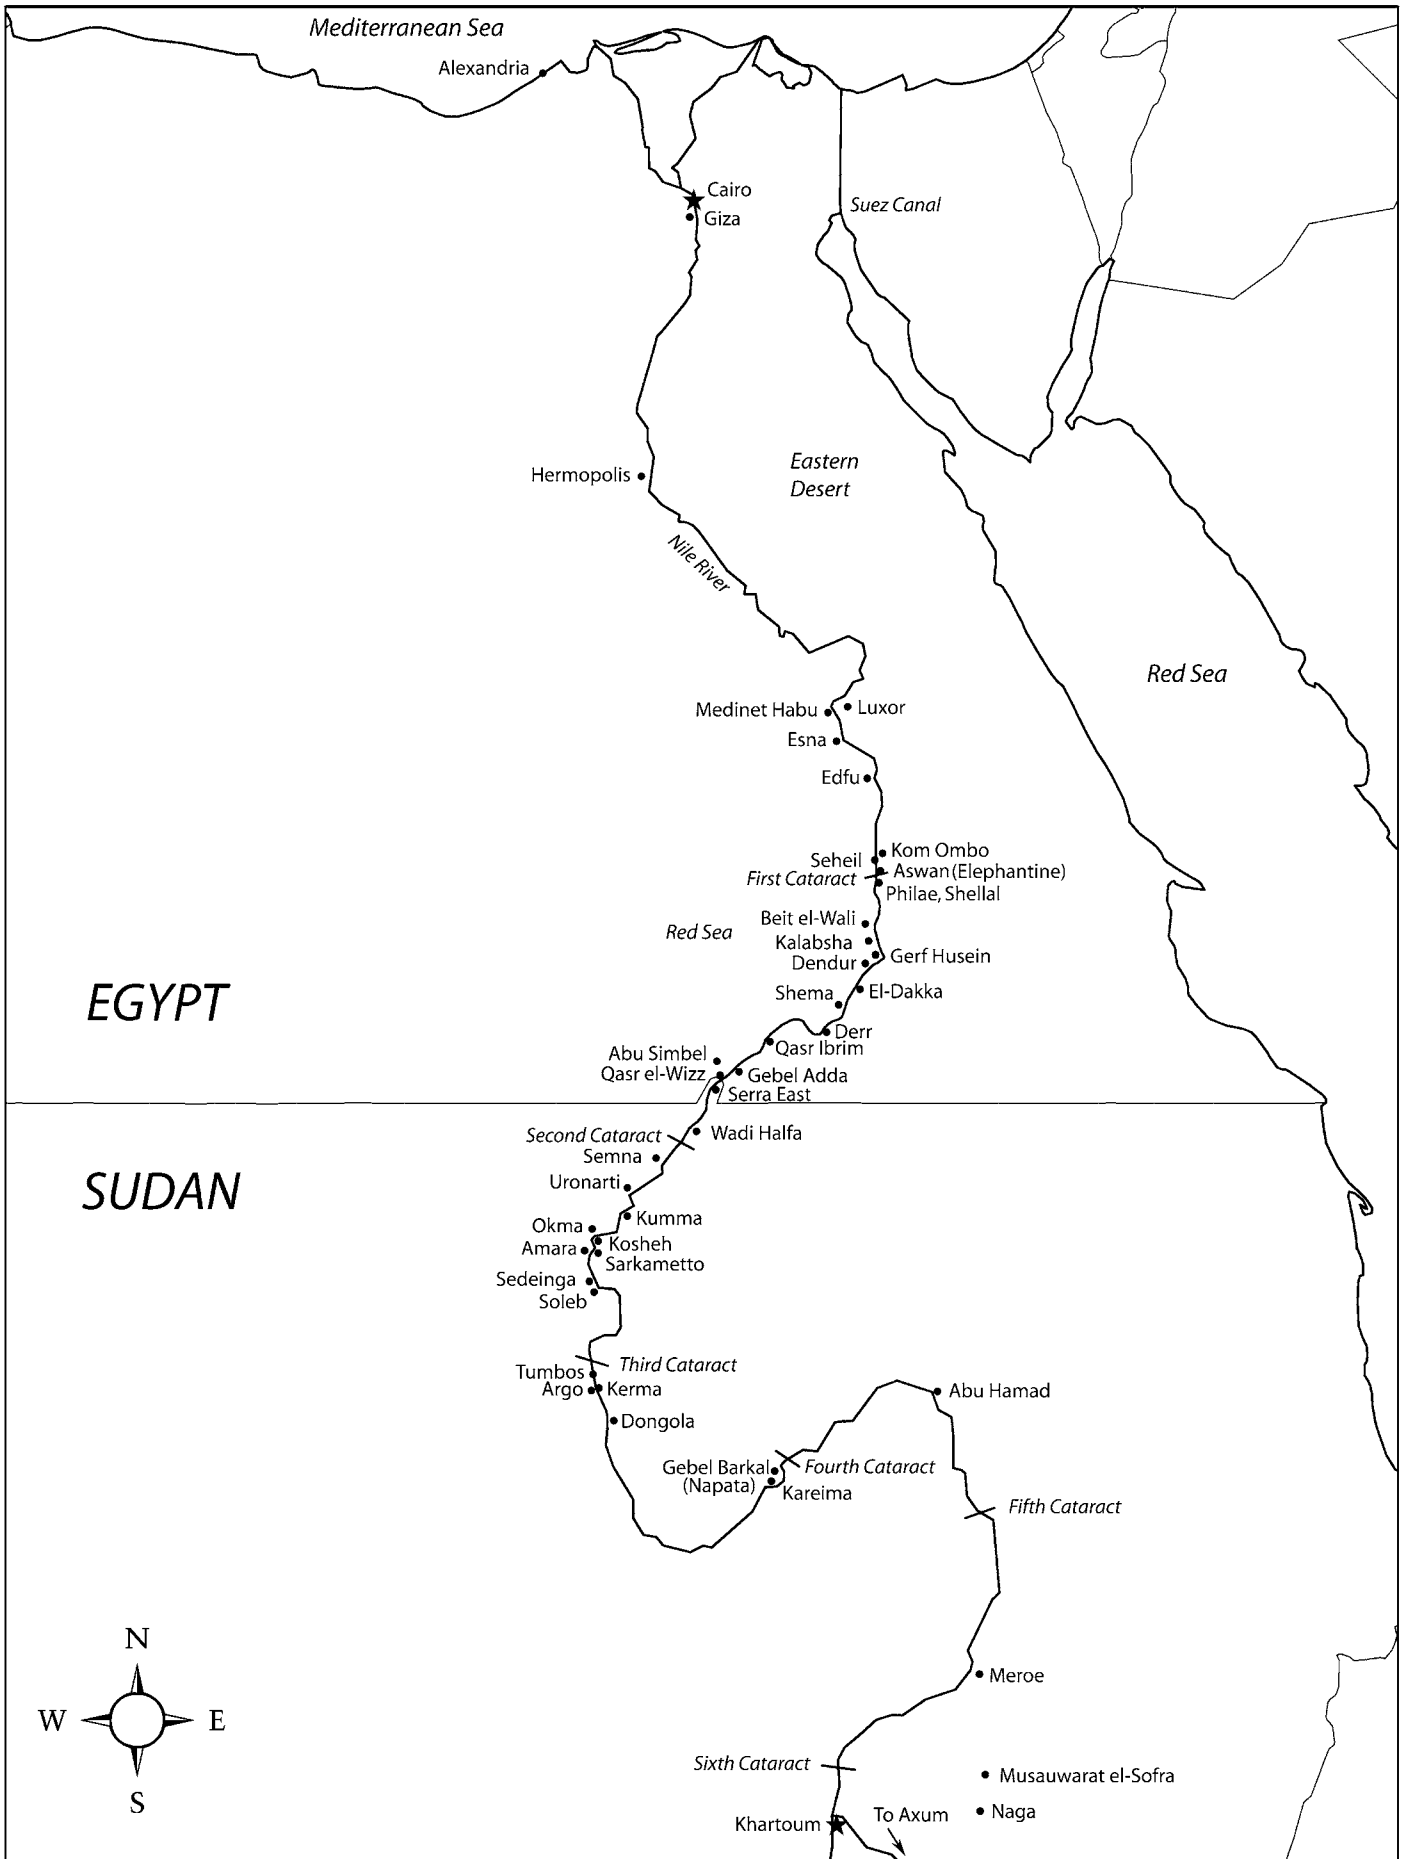 Mediterranean Sea
Alexandria
Cairo
Giza
Suez Canal
Hermopolis
Eastern
Desert
Nile River
Red Sea
Medinet Habu
Luxor
Esna
Edfu
Kom Ombo
Seheil
Aswan (Elephantine)
First Cataract
Philae, Shellal
Beit el-Wali
Red Sea
Kalabsha
Gerf Husein
Dendur
El-Dakka
Shema
EGYPT
Derr
Qasr Ibrim
Abu Simbel
Qasr el-Wizz
Gebel Adda
Serra East
Second Cataract
Wadi Halfa
Semna
SUDAN
Uronarti
Kumma
Okma
Kosheh
Amara
Sarkametto
Sedeinga
Soleb
Third Cataract
Tumbos
Argo
Kerma
Abu Hamad
Dongola
Gebel Barkal
(Napata)
Fourth Cataract
Kareima
Fifth Cataract
N
W
E
S
Meroe
Sixth Cataract
Musauwarat el-Sofra
Naga
To Axum
Khartoum